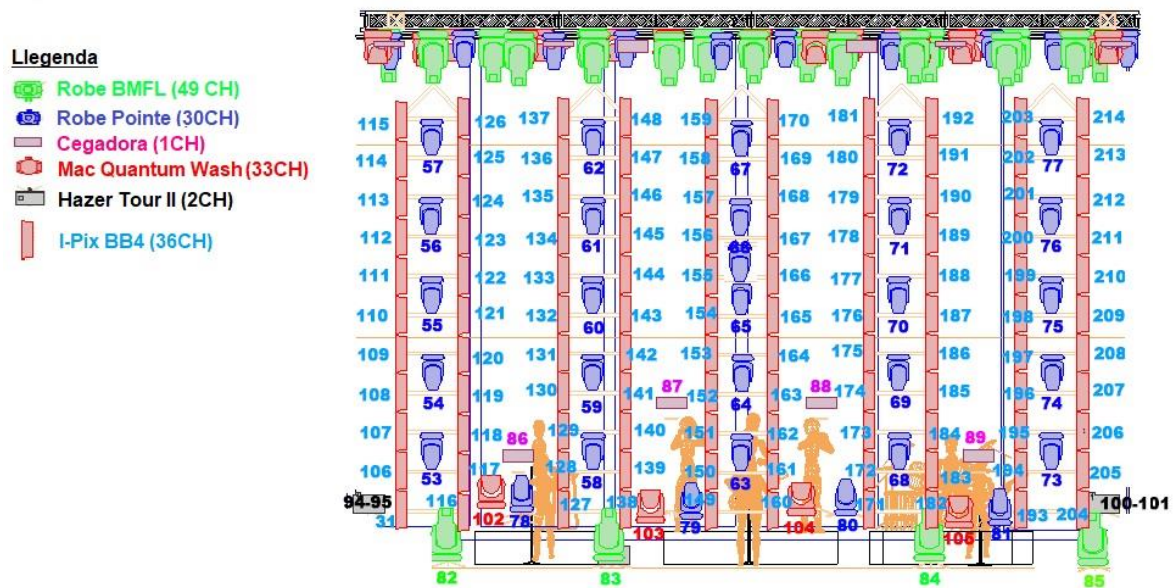 Llegenda
Robe BMFL (49 CH)
Robe Pointe (30CH)
Cegadora (1CH)
Mac Quantum Wash (33CH)
Hazer Tour II (2CH)
I-Pix BB4 (36CH)
115 126 137 148 159 170 181 192 203 214
57 62 67 72 77
114 125 136 147 158 169 180 191 202 213
113 124 135 146 157 168 179 190 201 212
56 61 66 71 76
112 123 134 145 156 167 178 189 200 211
111 122 133 144 155 166 177 188 199 210
55 60 65 70 75
110 121 132 143 154 165 176 187 198 209
109 120 131 142 153 164 175 186 197 208
54 59 64 69 74
108 119 130 141 87 152 163 88 174 185 196 207
107 118 86 129 140 151 162 173 184 89 195 206
53 58 63 68 73
106 117 128 139 150 161 172 183 194 205
94-95 116 127 138 149 160 171 182 193 204 100-101
31 102 78 103 79 104 80 105 81
82 83 84 85